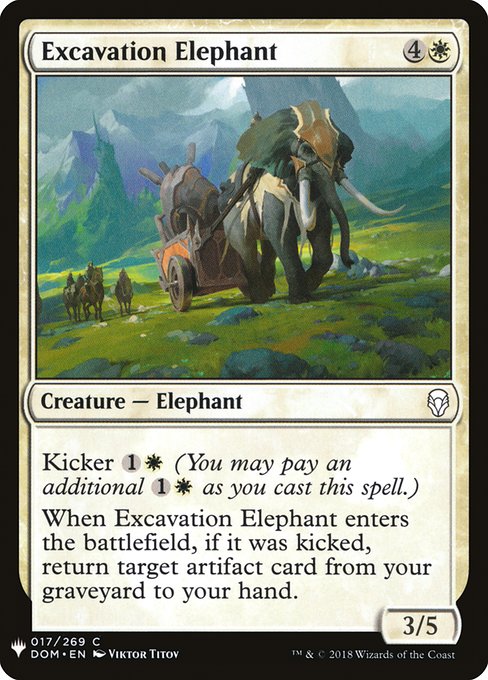 Excavation Elephant 4
Creature — Elephant
Kicker 1 (You may pay an
additional 1 as you cast this spell.)
When Excavation Elephant enters
the battlefield, if it was kicked,
return target artifact card from your
graveyard to your hand.
3/5
017/269 C
DOM • EN Viktor Titov
™ & © 2018 Wizards of the Coast